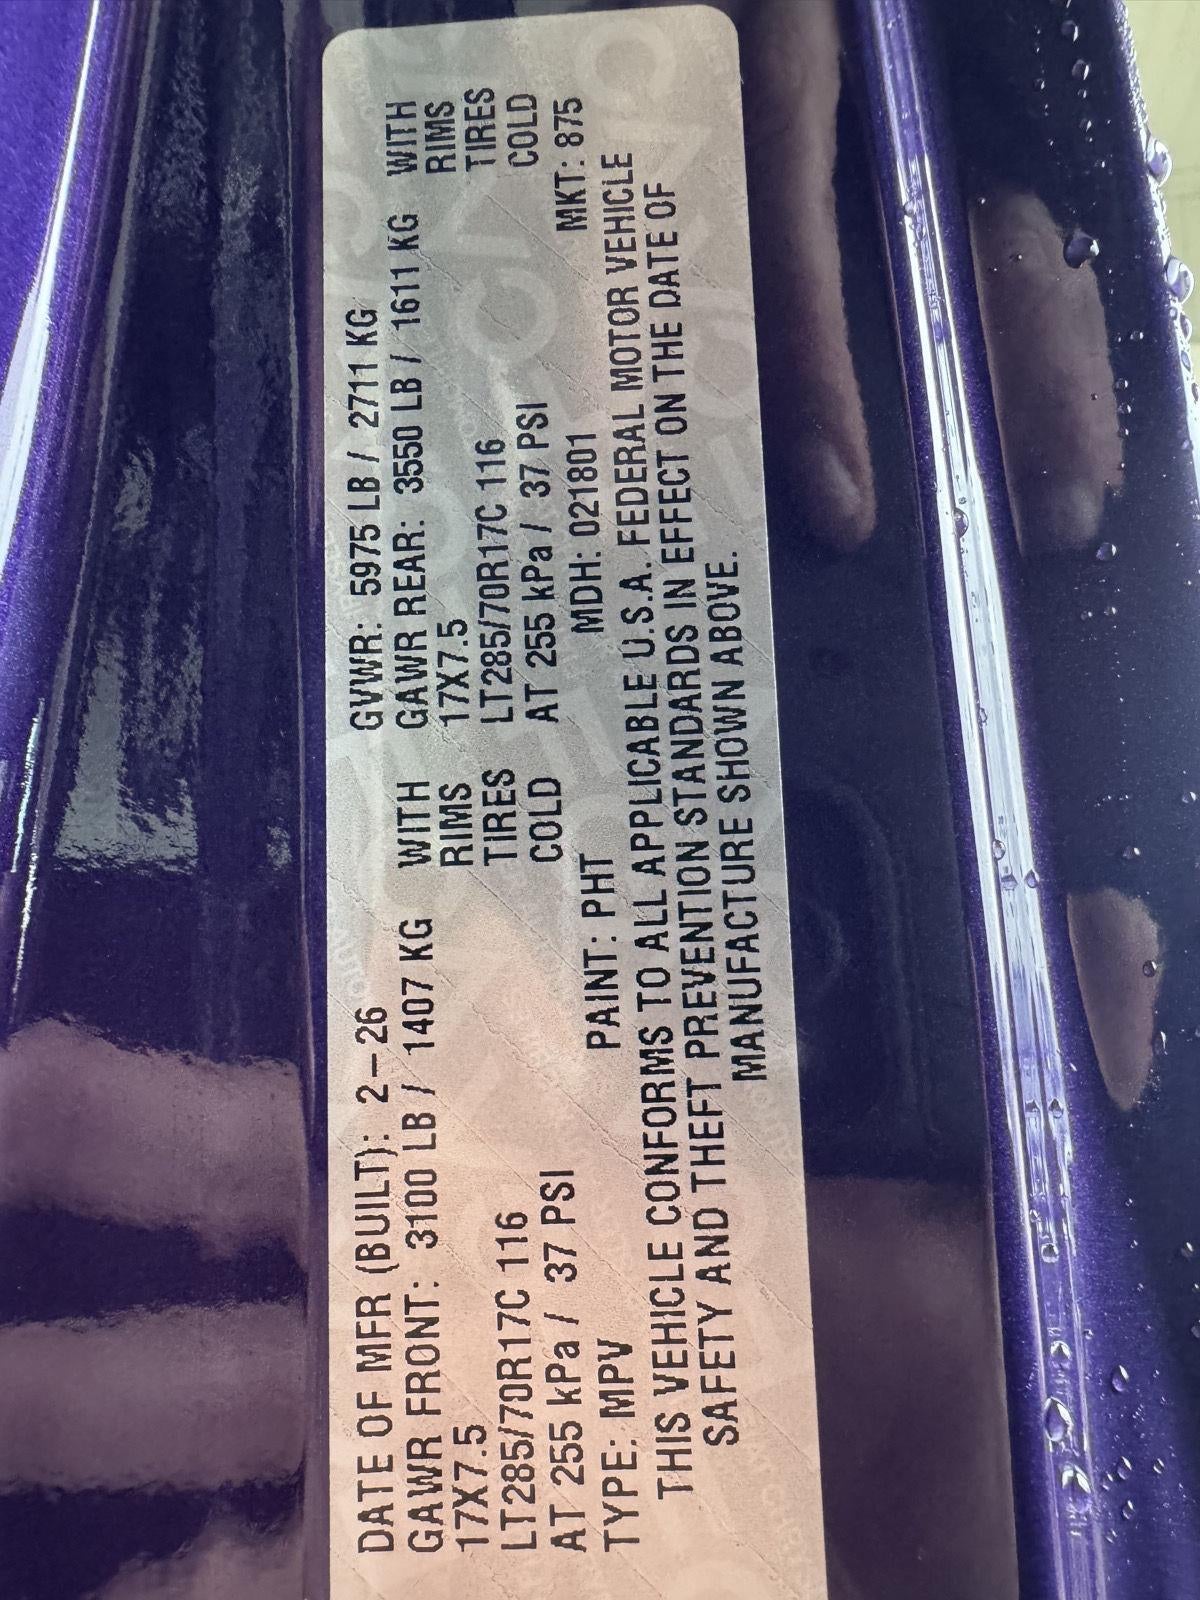 DATE OF MFR (BUILT): 2-26 GVWR: 5975 LB / 2711 KG
GAWR FRONT: 3100 LB / 1407 KG WITH GAWR REAR: 3550 LB / 1611 KG WITH
17X7.5 RIMS 17X7.5 RIMS
LT285/70R17C 116 TIRES LT285/70R17C 116 TIRES
AT 255 kPa / 37 PSI COLD AT 255 kPa / 37 PSI COLD
TYPE: MPV PAINT: PHT MDH: 021801 MKT: 875
THIS VEHICLE CONFORMS TO ALL APPLICABLE U.S.A. FEDERAL MOTOR VEHICLE
SAFETY AND THEFT PREVENTION STANDARDS IN EFFECT ON THE DATE OF
MANUFACTURE SHOWN ABOVE.